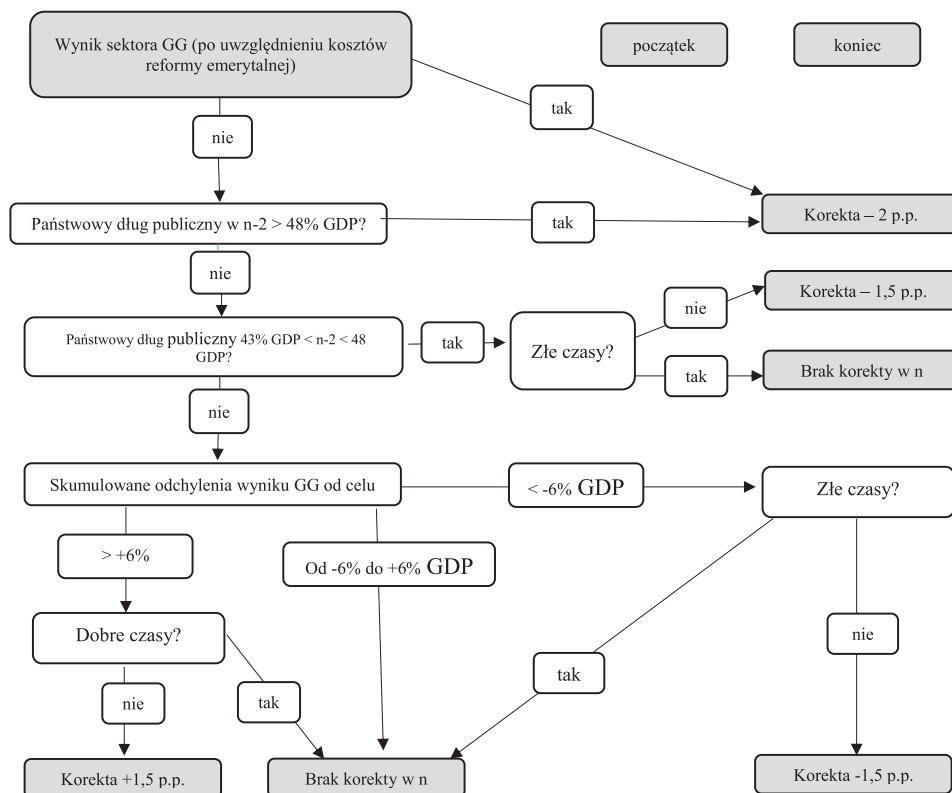 Wynik sektora GG (po uwzględnieniu kosztów
reformy emerytalnej)
początek
koniec
tak
nie
Państwowy dług publiczny w n-2 > 48% GDP?
tak
Korekta – 2 p.p.
nie
Państwowy dług publiczny 43% GDP < n-2 < 48
GDP?
tak
Złe czasy?
nie
Korekta – 1,5 p.p.
tak
Brak korekty w n
nie
Skumulowane odchylenia wyniku GG od celu
< -6% GDP
Złe czasy?
> +6%
Od -6% do +6% GDP
Dobre czasy?
nie
tak
tak
nie
Korekta +1,5 p.p.
Brak korekty w n
Korekta -1,5 p.p.